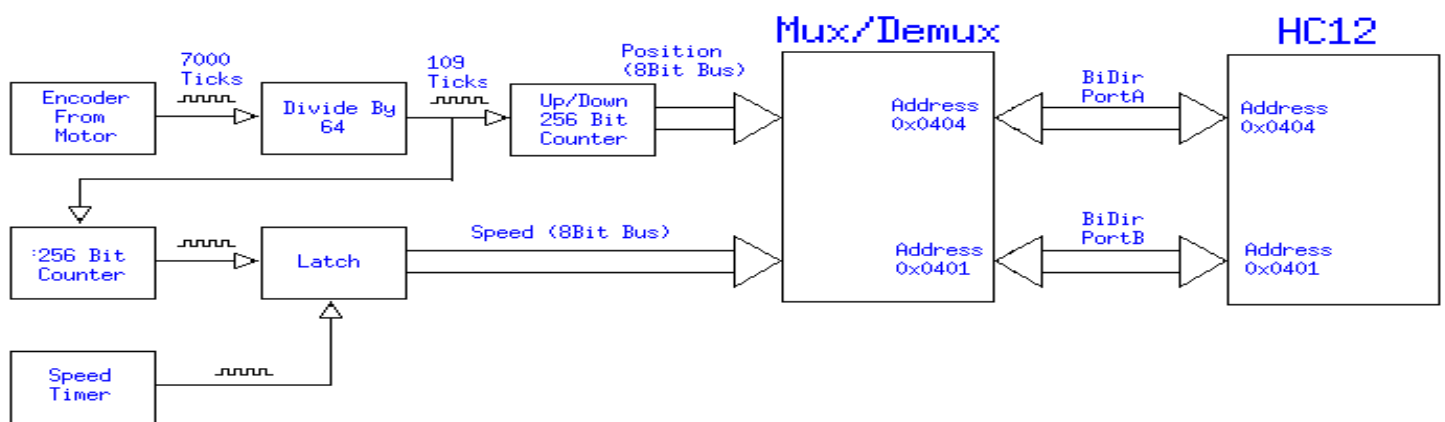 Mux/Demux
HC12
7000
Ticks
109
Ticks
Position
(8Bit Bus)
Encoder
From
Motor
Divide By
64
Up/Down
256 Bit
Counter
Address
0x0404
BiDir
PortA
Address
0x0404
:256 Bit
Counter
Latch
Speed (8Bit Bus)
Address
0x0401
BiDir
PortB
Address
0x0401
Speed
Timer